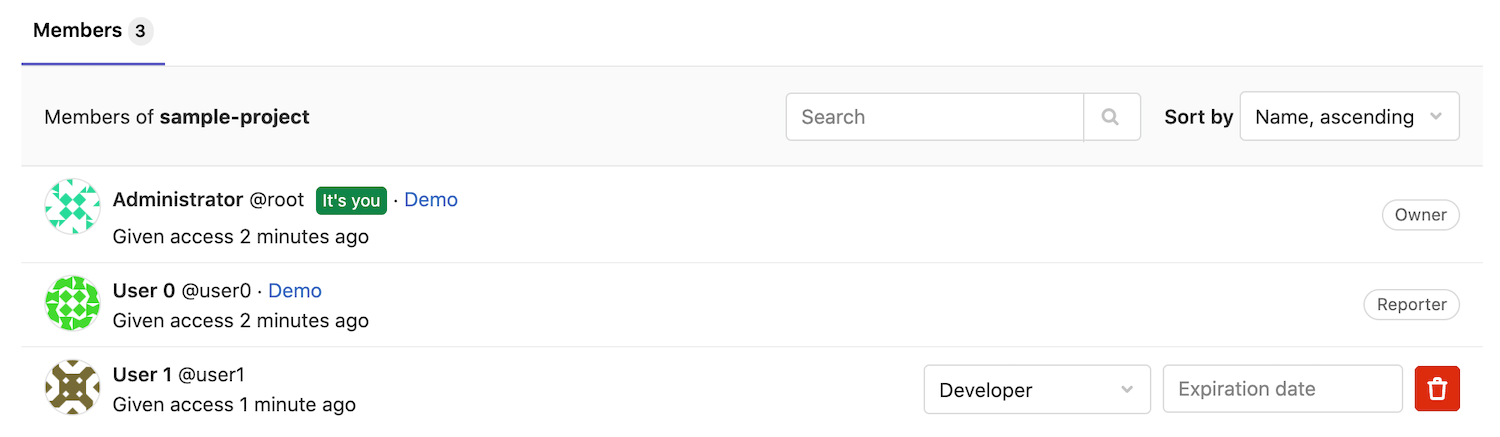 Members 3
Members of sample-project
Search
Sort by Name, ascending
Administrator @root It's you · Demo
Given access 2 minutes ago
Owner
User 0 @user0 · Demo
Given access 2 minutes ago
Reporter
User 1 @user1
Given access 1 minute ago
Developer
Expiration date